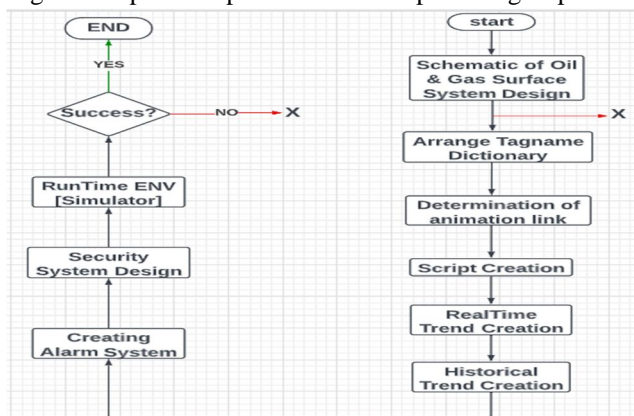 END
YES
Success?
NO
X
RunTime ENV
[Simulator]
Security
System Design
Creating
Alarm System
start
Schematic of Oil
& Gas Surface
System Design
X
Arrange Tagname
Dictionary
Determination of
animation link
Script Creation
RealTime
Trend Creation
Historical
Trend Creation